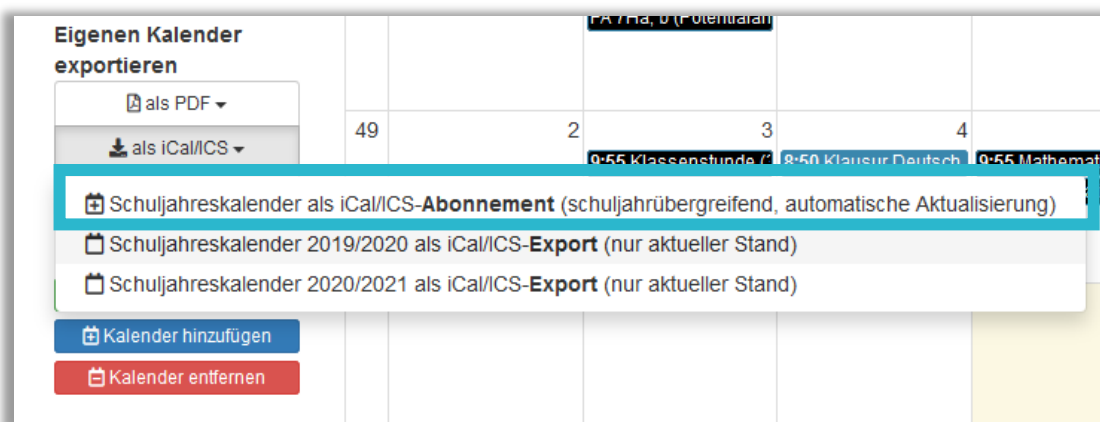 Eigenen Kalender
exportieren
als PDF
als iCal/ICS
49
2
3
4
9:55 Klassenstunde
8:50 Klausur Deutsch
9:55 Mathemat
Schuljahreskalender als iCal/ICS-Abonnement (schuljahrübergreifend, automatische Aktualisierung)
Schuljahreskalender 2019/2020 als iCal/ICS-Export (nur aktueller Stand)
Schuljahreskalender 2020/2021 als iCal/ICS-Export (nur aktueller Stand)
Kalender hinzufügen
Kalender entfernen